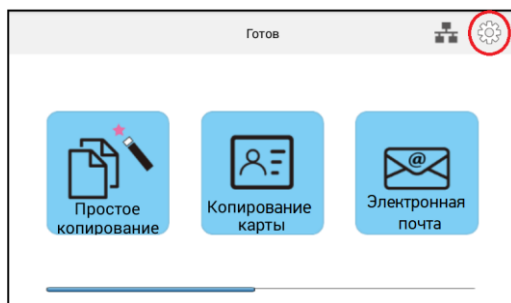 Готов
Простое
копирование
Копирование
карты
@
Электронная
почта